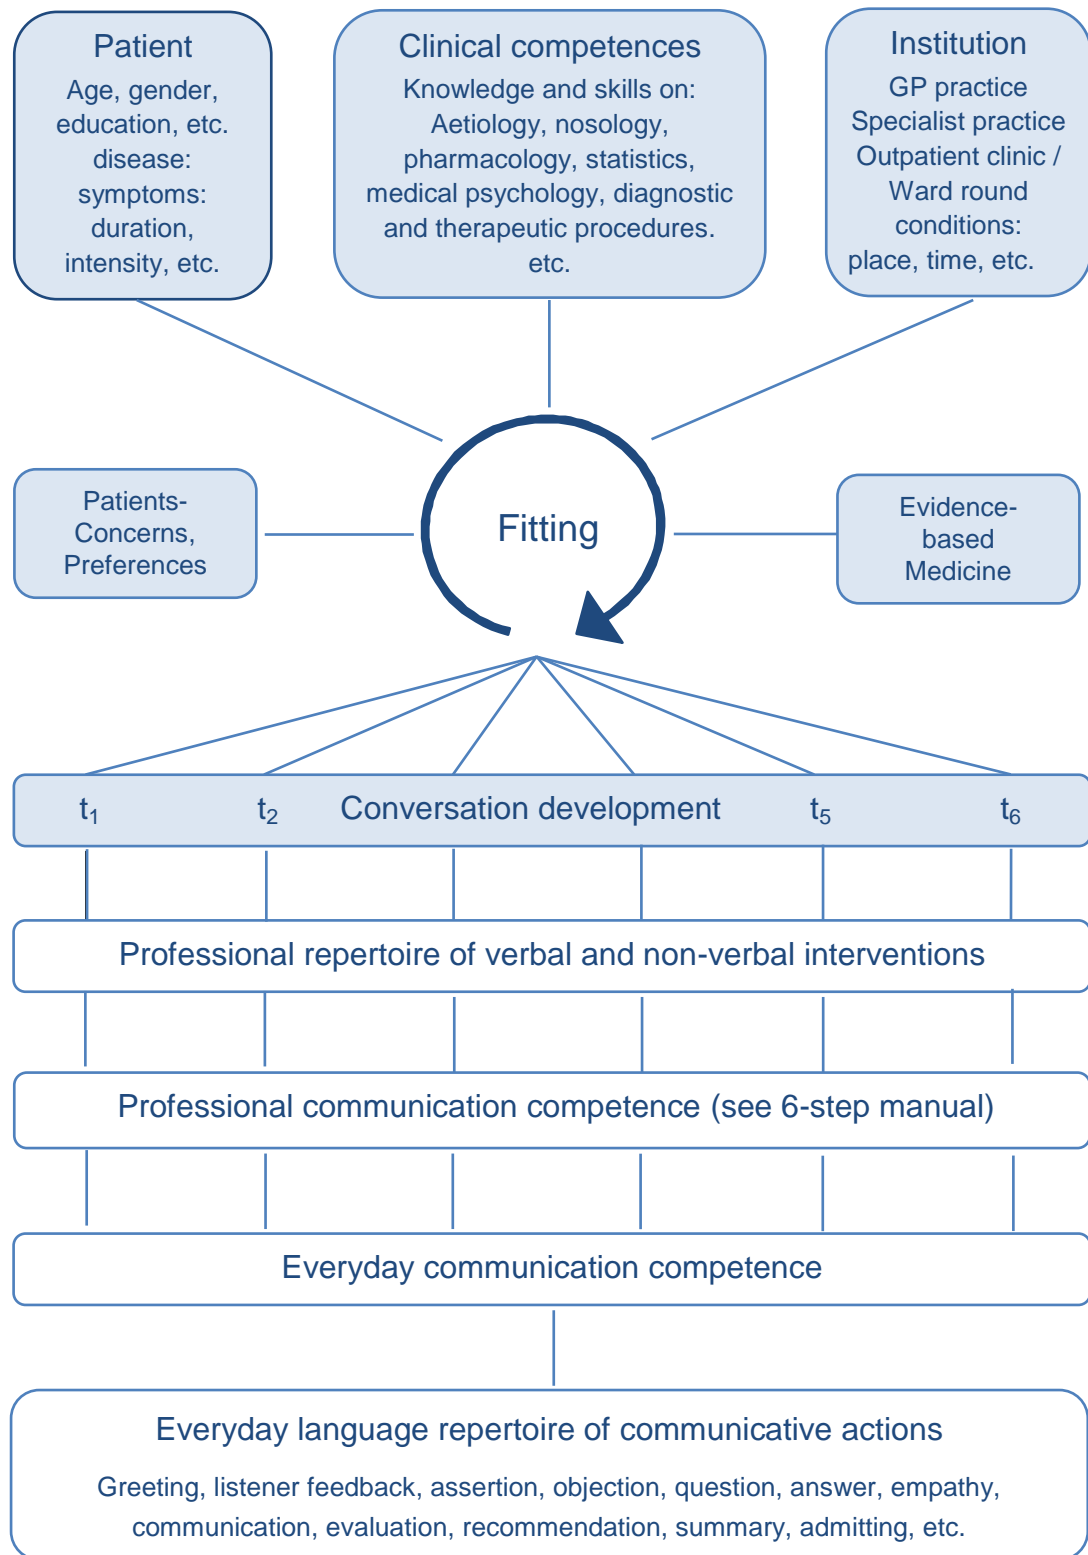 Patient
Age, gender,
education, etc.
disease:
symptoms:
duration,
intensity, etc.
Clinical competences
Knowledge and skills on:
Aetiology, nosology,
pharmacology, statistics,
medical psychology, diagnostic
and therapeutic procedures.
etc.
Institution
GP practice
Specialist practice
Outpatient clinic /
Ward round
conditions:
place, time, etc.
Patients-
Concerns,
Preferences
Fitting
Evidence-
based
Medicine
t1 t2 Conversation development t5 t6
Professional repertoire of verbal and non-verbal interventions
Professional communication competence (see 6-step manual)
Everyday communication competence
Everyday language repertoire of communicative actions
Greeting, listener feedback, assertion, objection, question, answer, empathy,
communication, evaluation, recommendation, summary, admitting, etc.